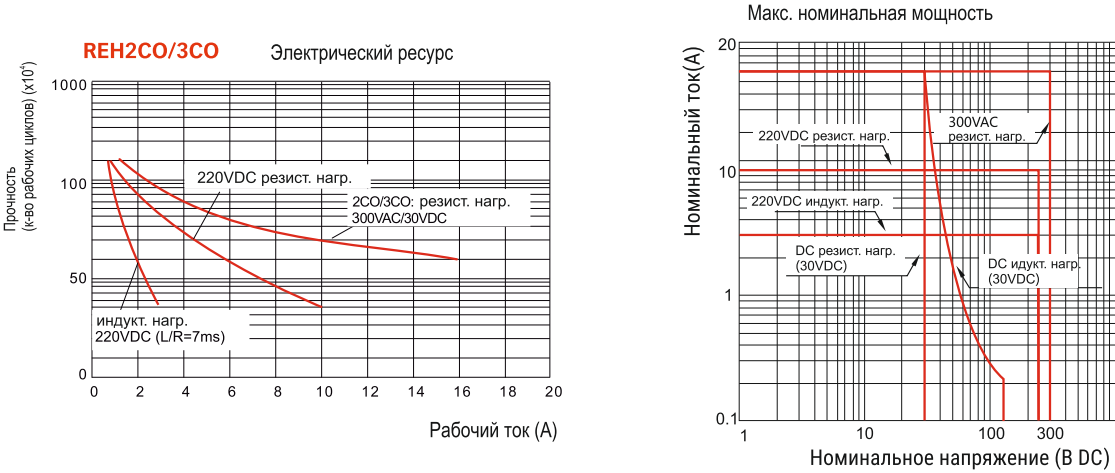 REH2CO/3CO
Электрический ресурс
Прочность
(к-во рабочих циклов) (x10⁴)
1000
100
50
0
220VDC резист. нагр.
2CO/3CO: резист. нагр.
300VAC/30VDC
индукт. нагр.
220VDC (L/R=7ms)
0 2 4 6 8 10 12 14 16 18 20
Рабочий ток (А)
Макс. номинальная мощность
Номинальный ток(А)
20
10
1
0.1
300VAC
резист. нагр.
220VDC резист. нагр.
220VDC индукт. нагр.
DC резист. нагр.
(30VDC)
DC идукт. нагр.
(30VDC)
1 10 100 300
Номинальное напряжение (В DC)